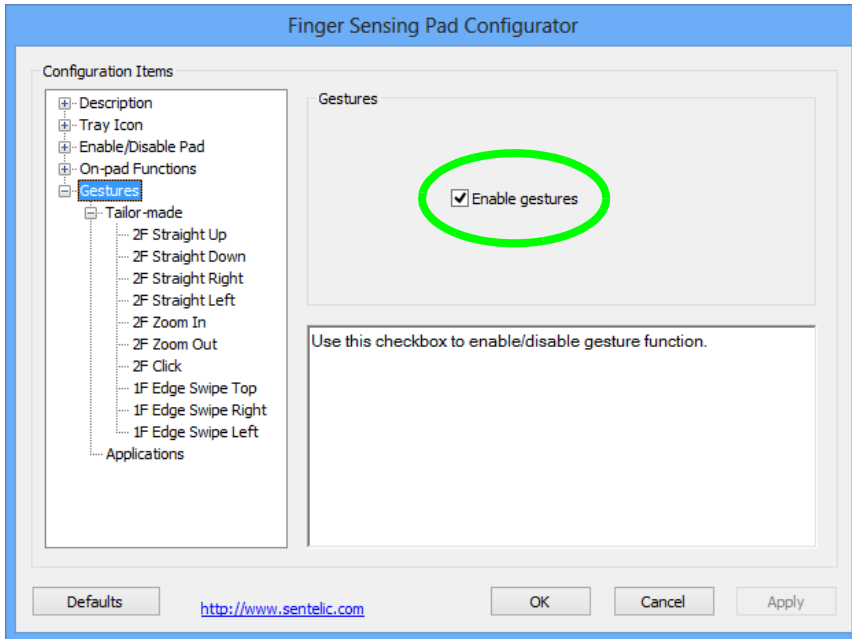 Finger Sensing Pad Configurator
Configuration Items
Description
Tray Icon
Enable/Disable Pad
On-pad Functions
Gestures
Tailor-made
2F Straight Up
2F Straight Down
2F Straight Right
2F Straight Left
2F Zoom In
2F Zoom Out
2F Click
1F Edge Swipe Top
1F Edge Swipe Right
1F Edge Swipe Left
Applications
Gestures
Enable gestures
Use this checkbox to enable/disable gesture function.
Defaults
http://www.sentelic.com
OK
Cancel
Apply